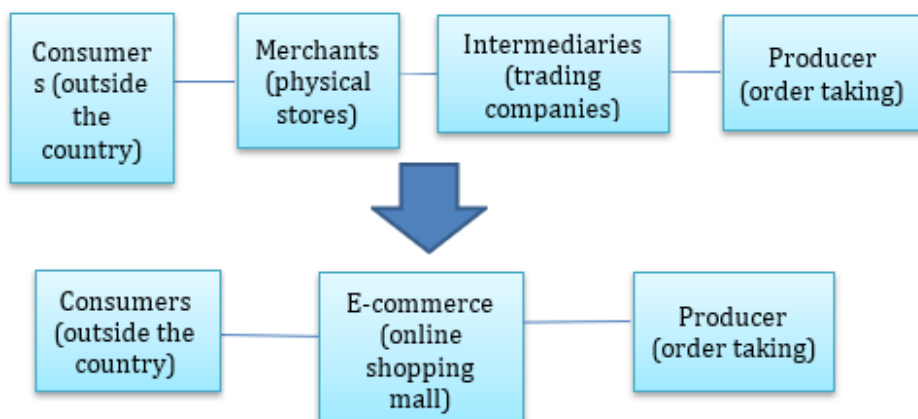 Consumer
s (outside
the
country)
Merchants
(physical
stores)
Intermediaries
(trading
companies)
Producer
(order taking)
Consumers
(outside the
country)
E-commerce
(online
shopping
mall)
Producer
(order taking)